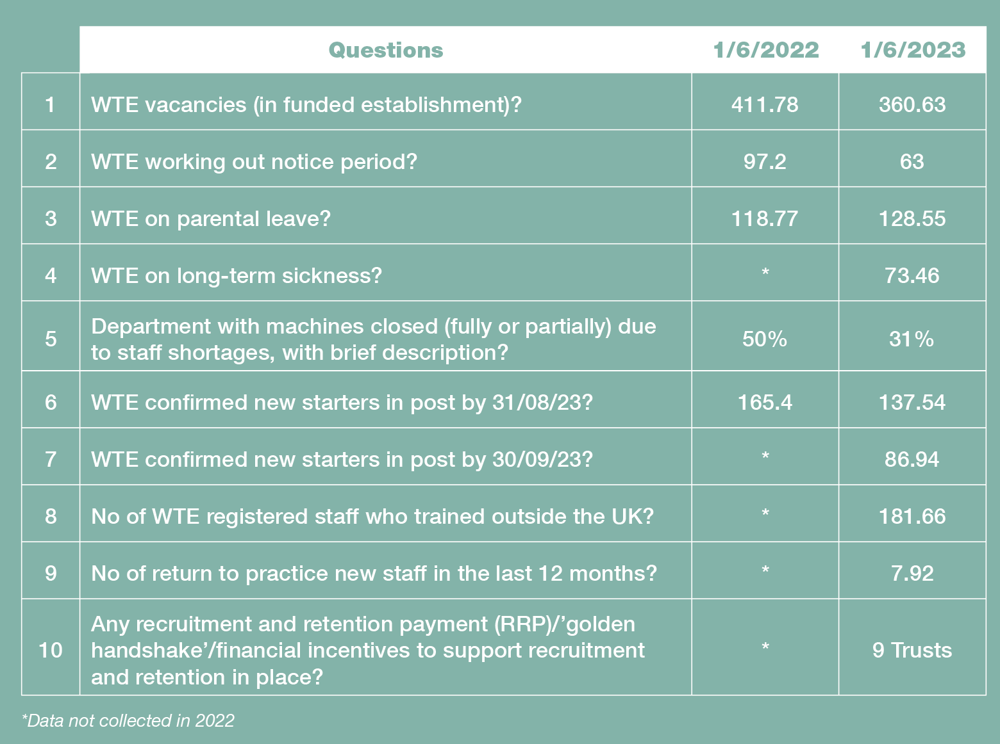 Questions 1/6/2022 1/6/2023
1 WTE vacancies (in funded establishment)? 411.78 360.63
2 WTE working out notice period? 97.2 63
3 WTE on parental leave? 118.77 128.55
4 WTE on long-term sickness? * 73.46
5 Department with machines closed (fully or partially) due
to staff shortages, with brief description? 50% 31%
6 WTE confirmed new starters in post by 31/08/23? 165.4 137.54
7 WTE confirmed new starters in post by 30/09/23? * 86.94
8 No of WTE registered staff who trained outside the UK? * 181.66
9 No of return to practice new staff in the last 12 months? * 7.92
10 Any recruitment and retention payment (RRP)/’golden
handshake’/financial incentives to support recruitment
and retention in place? * 9 Trusts
*Data not collected in 2022